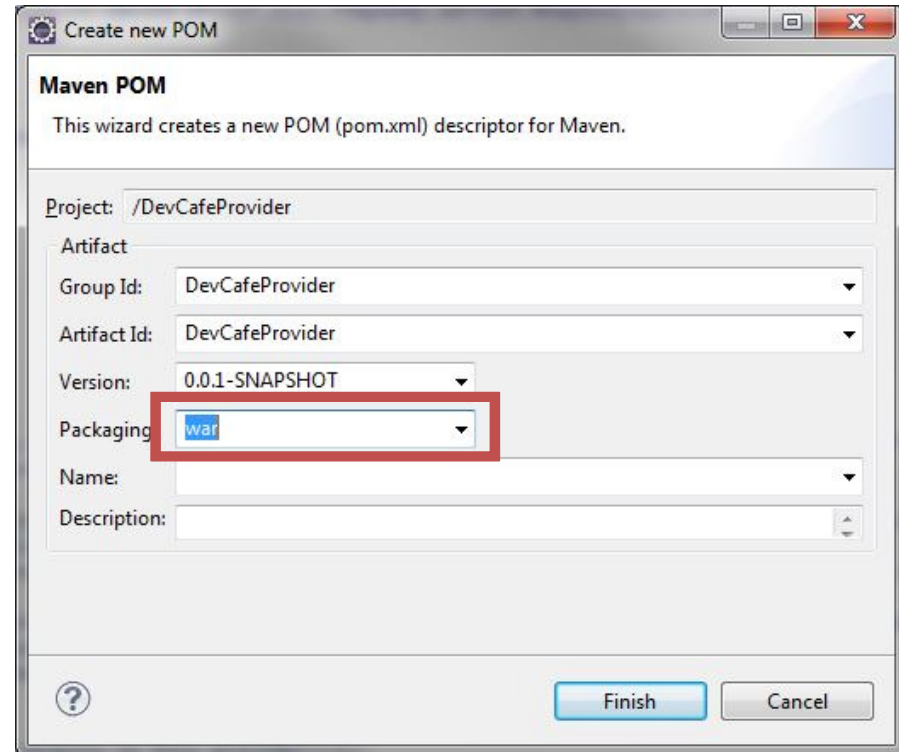 Create new POM
Maven POM
This wizard creates a new POM (pom.xml) descriptor for Maven.
Project: /DevCafeProvider
Artifact
Group Id: DevCafeProvider
Artifact Id: DevCafeProvider
Version: 0.0.1-SNAPSHOT
Packaging war
Name:
Description:
Finish Cancel